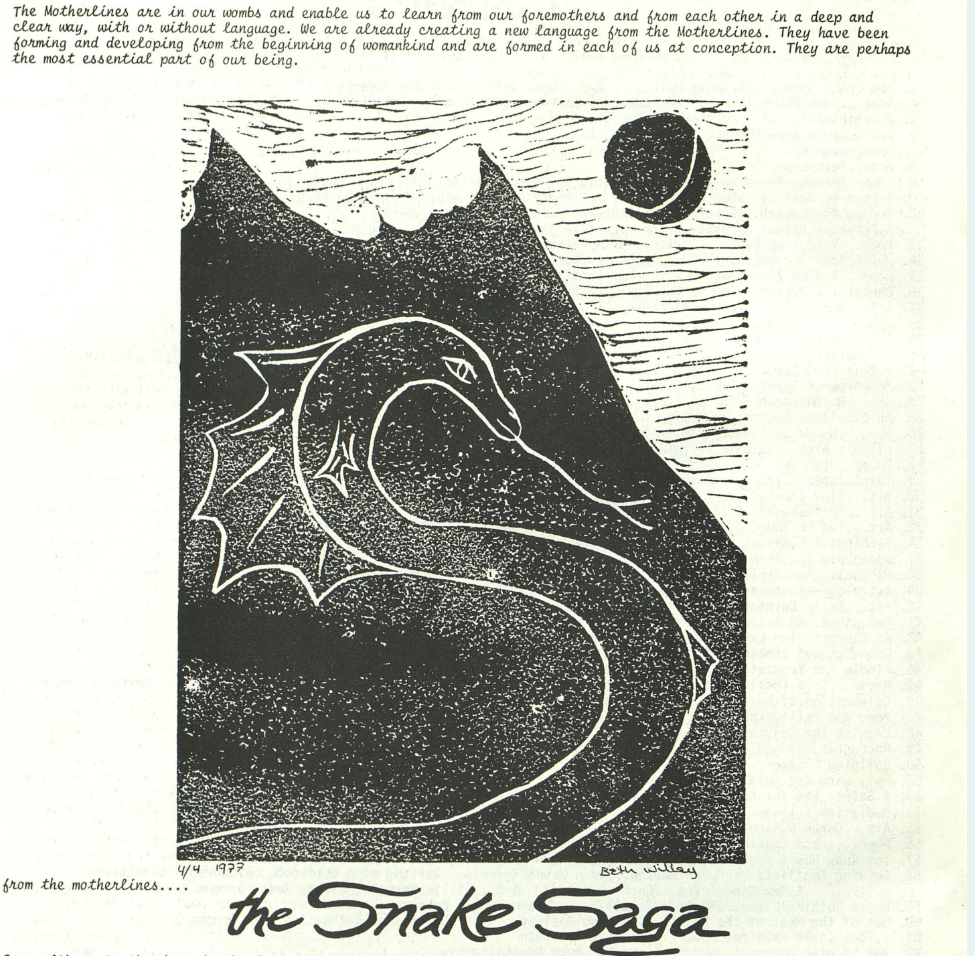 The Motherlines are in our wombs and enable us to learn from our foremothers and from each other in a deep and
clear way, with or without language. We are already creating a new language from the Motherlines. They have been
forming and developing from the beginning of womankind and are formed in each of us at conception. They are perhaps
the most essential part of our being.
4/4 1977
Beth Wilbey
from the motherlines....
the Snake Saga